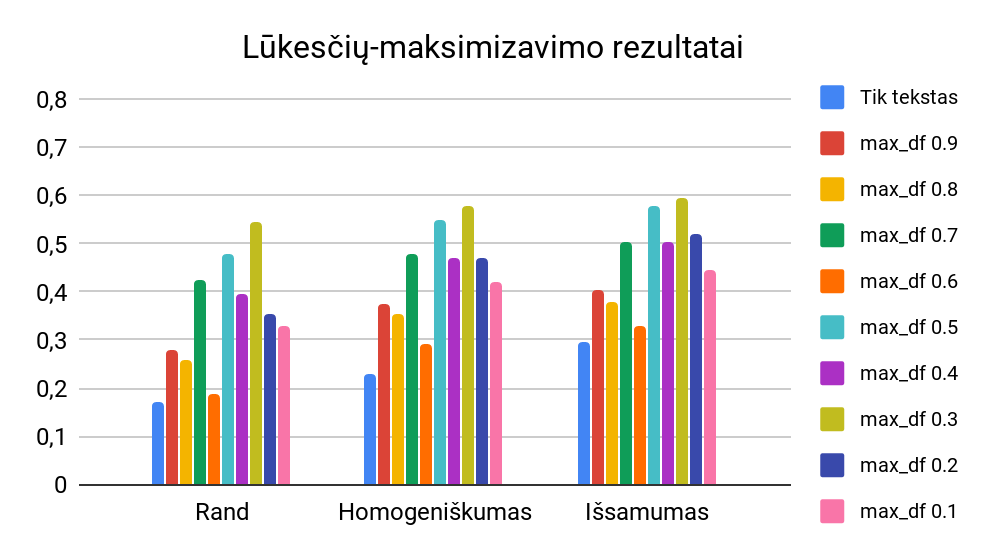 Lūkesčių-maksimizavimo rezultatai
0,8
0,7
0,6
0,5
0,4
0,3
0,2
0,1
0
Rand
Homogeniškumas
Išsamumas
Tik tekstas
max_df 0.9
max_df 0.8
max_df 0.7
max_df 0.6
max_df 0.5
max_df 0.4
max_df 0.3
max_df 0.2
max_df 0.1